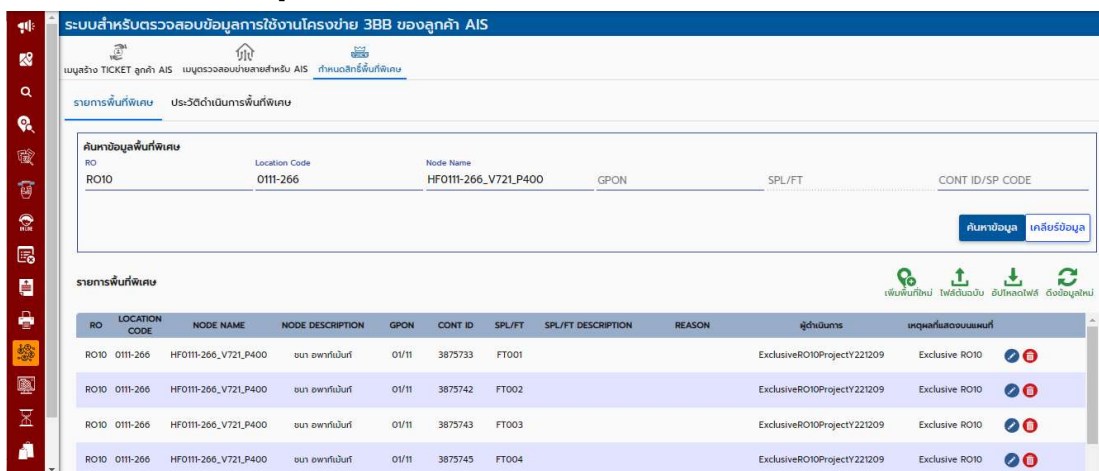 ระบบสำหรับตรวจสอบข้อมูลการใช้งานโครงข่าย 3BB ของลูกค้า AIS
เมนูสร้าง TICKET ลูกค้า AIS เมนูตรวจสอบข่ายสายสำหรับ AIS กำหนดสิทธิ์พื้นที่พิเศษ
รายการพื้นที่พิเศษ ประวัติดำเนินการพื้นที่พิเศษ
ค้นหาข้อมูลพื้นที่พิเศษ
RO Location Code Node Name
RO10 0111-266 HF0111-266_V721_P400 GPON SPL/FT CONT ID/SP CODE
ค้นหาข้อมูล เคลียร์ข้อมูล
รายการพื้นที่พิเศษ
เพิ่มพื้นที่ใหม่ ไฟล์ต้นฉบับ อัปโหลดไฟล์ ดึงข้อมูลใหม่
RO LOCATION CODE NODE NAME NODE DESCRIPTION GPON CONT ID SPL/FT SPL/FT DESCRIPTION REASON ผู้ดำเนินการ เหตุผลที่แสดงบนแผนที่
RO10 0111-266 HF0111-266_V721_P400 ชนา อพาท์เม้นท์ 01/11 3875733 FT001 ExclusiveRO10ProjectY221209 Exclusive RO10
RO10 0111-266 HF0111-266_V721_P400 ชนา อพาท์เม้นท์ 01/11 3875742 FT002 ExclusiveRO10ProjectY221209 Exclusive RO10
RO10 0111-266 HF0111-266_V721_P400 ชนา อพาท์เม้นท์ 01/11 3875743 FT003 ExclusiveRO10ProjectY221209 Exclusive RO10
RO10 0111-266 HF0111-266_V721_P400 ชนา อพาท์เม้นท์ 01/11 3875745 FT004 ExclusiveRO10ProjectY221209 Exclusive RO10